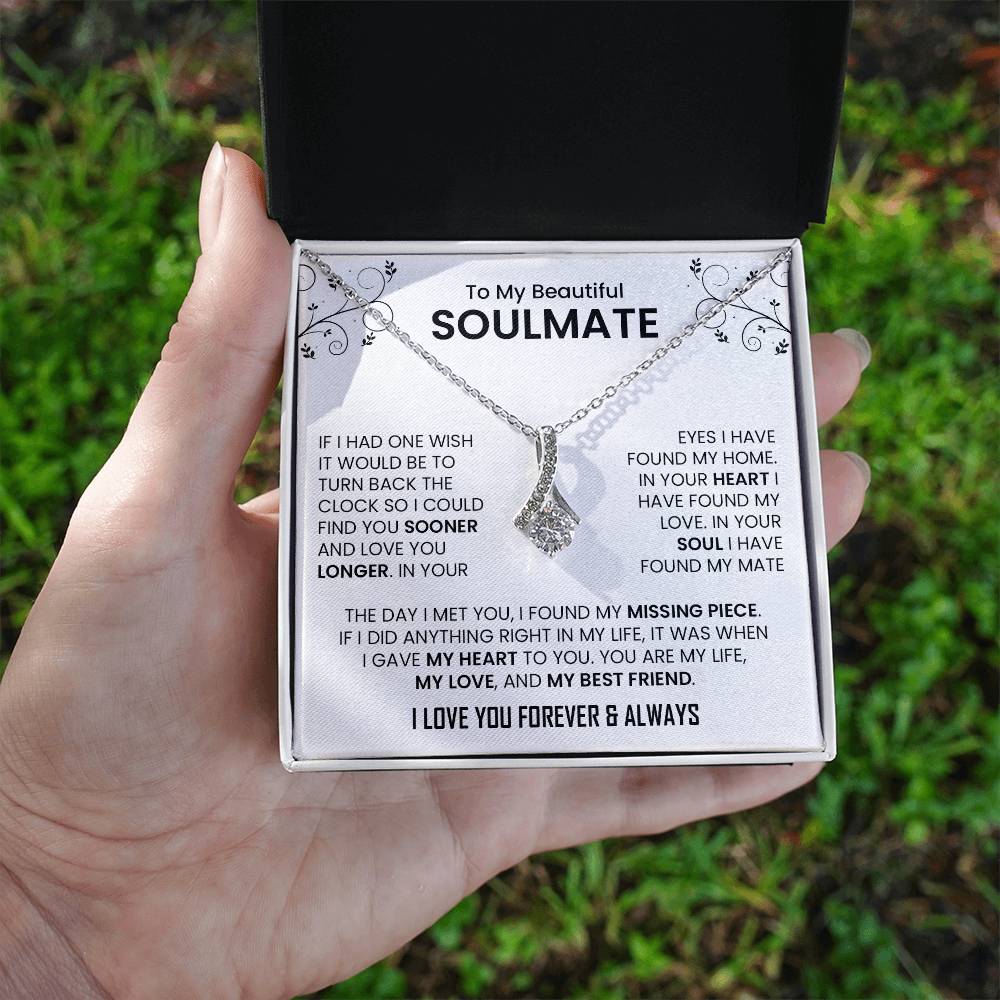 To My Beautiful
SOULMATE
IF I HAD ONE WISH
IT WOULD BE TO
TURN BACK THE
CLOCK SO I COULD
FIND YOU SOONER
AND LOVE YOU
LONGER. IN YOUR
EYES I HAVE
FOUND MY HOME.
IN YOUR HEART I
HAVE FOUND MY
LOVE. IN YOUR
SOUL I HAVE
FOUND MY MATE
THE DAY I MET YOU, I FOUND MY MISSING PIECE.
IF I DID ANYTHING RIGHT IN MY LIFE, IT WAS WHEN
I GAVE MY HEART TO YOU. YOU ARE MY LIFE,
MY LOVE, AND MY BEST FRIEND.
I LOVE YOU FOREVER & ALWAYS